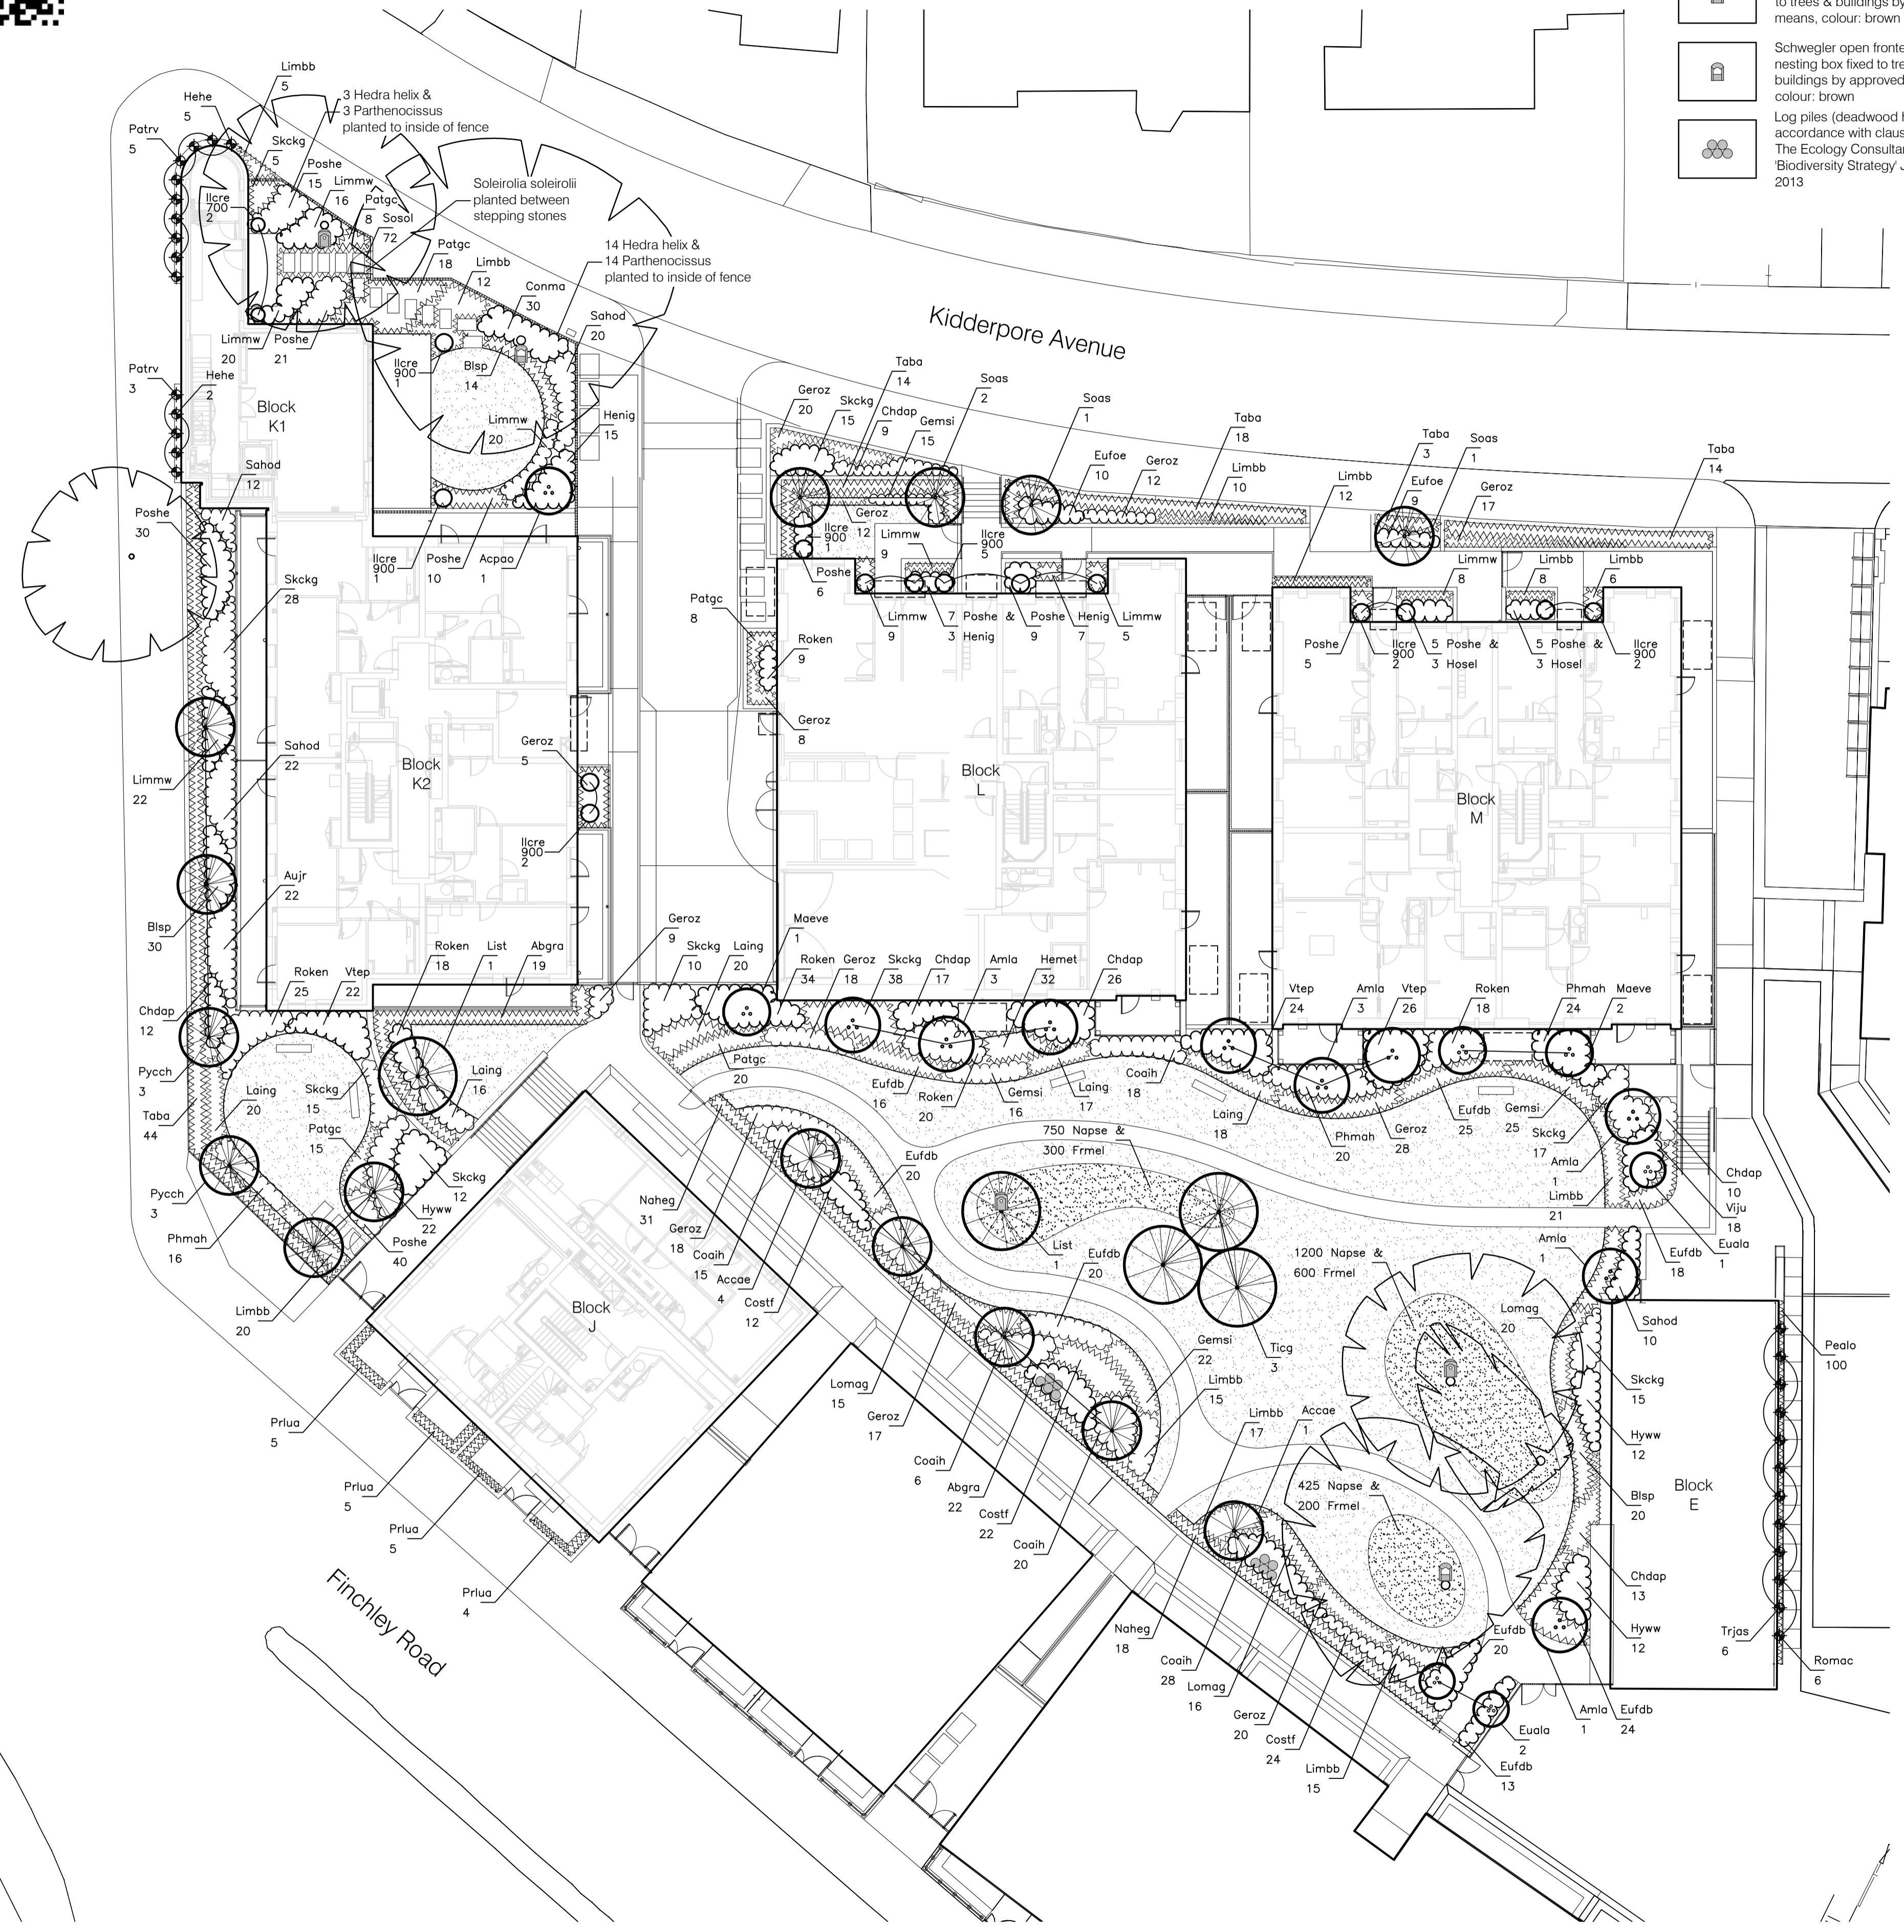 to trees & buildings by
means, colour: brown
Schwegler open fronte
nesting box fixed to tre
buildings by approved
colour: brown
Log piles (deadwood h
accordance with claus
The Ecology Consultan
'Biodiversity Strategy' J
2013
Limbb
5
Hehe
5
Patrv
5
3 Hedra helix &
3 Parthenocissus
planted to inside of fence
Skckg
5
Poshe
15
Limmw
16
Patgc
8
Sosol
72
Ilcre
700
2
Soleirolia soleirolii
planted between
stepping stones
Patgc
18
Limbb
12
Conma
30
14 Hedra helix &
14 Parthenocissus
planted to inside of fence
Sahod
20
Limmw
20
Poshe
21
Ilcre
900
1
Blsp
14
Limmw
20
Henig
15
Patrv
3
Hehe
2
Block
K1
Sahod
12
Poshe
30
Skckg
28
Ilcre
900
1
Poshe
10
Acpao
1
Kidderpore Avenue
Geroz
20
Skckg
15
Taba
14
Chdap
9
Gemsi
15
Soas
2
Soas
1
Eufoe
10
Geroz
12
Taba
18
Limbb
10
Limbb
12
Taba
3
Eufoe
9
Soas
1
Geroz
17
Taba
14
Geroz
12
Ilcre
900
1
Limmw
9
Ilcre
900
5
Poshe
6
Limmw
9
7 Poshe &
3 Henig
Poshe
9
Henig
7
Limmw
5
Limmw
8
Limbb
8
Limbb
6
Poshe
5
Ilcre
900
2
5 Poshe &
3 Hosel
5 Poshe &
3 Hosel
Ilcre
900
2
Patgc
8
Roken
9
Geroz
8
Geroz
5
Ilcre
900
2
Limmw
22
Sahod
22
Block
K2
Block
L
Block
M
Aujr
22
Blsp
30
Chdap
12
Pycch
3
Taba
44
Roken
25
Vtep
22
Roken
18
List
1
Abgra
19
Geroz
9
Skckg
10
Laing
20
Maeve
1
Roken
34
Geroz
18
Skckg
38
Chdap
17
Amla
3
Hemet
32
Chdap
26
Vtep
24
Amla
3
Vtep
26
Roken
18
Phmah
24
Maeve
2
Laing
20
Skckg
15
Patgc
15
Laing
16
Skckg
12
Hyww
22
Poshe
40
Pycch
3
Phmah
16
Limbb
20
Patgc
20
Eufdb
16
Roken
20
Gemsi
16
Laing
17
Coaih
18
Laing
18
Phmah
20
Geroz
28
Eufdb
25
Gemsi
25
Skckg
17
Amla
1
Limbb
21
Chdap
10
Viju
18
Euala
1
Eufdb
18
Amla
1
750 Napse &
300 Frmel
Eufdb
20
Naheg
31
Geroz
18
Coaih
15
Accae
4
Costf
12
List
1
Eufdb
20
Ticg
3
1200 Napse &
600 Frmel
Lomag
20
Sahod
10
Pealo
100
Block
J
Prlua
5
Prlua
5
Prlua
5
Prlua
4
Lomag
15
Geroz
17
Coaih
6
Abgra
22
Costf
22
Coaih
20
Gemsi
22
Limbb
15
Limbb
17
Accae
1
425 Napse &
200 Frmel
Skckg
15
Hyww
12
Blsp
20
Block
E
Chdap
13
Hyww
12
Trjas
6
Romac
6
Naheg
18
Coaih
28
Lomag
16
Geroz
20
Costf
24
Limbb
15
Eufdb
20
Euala
2
Eufdb
13
Amla
1
Eufdb
24
Finchley Road